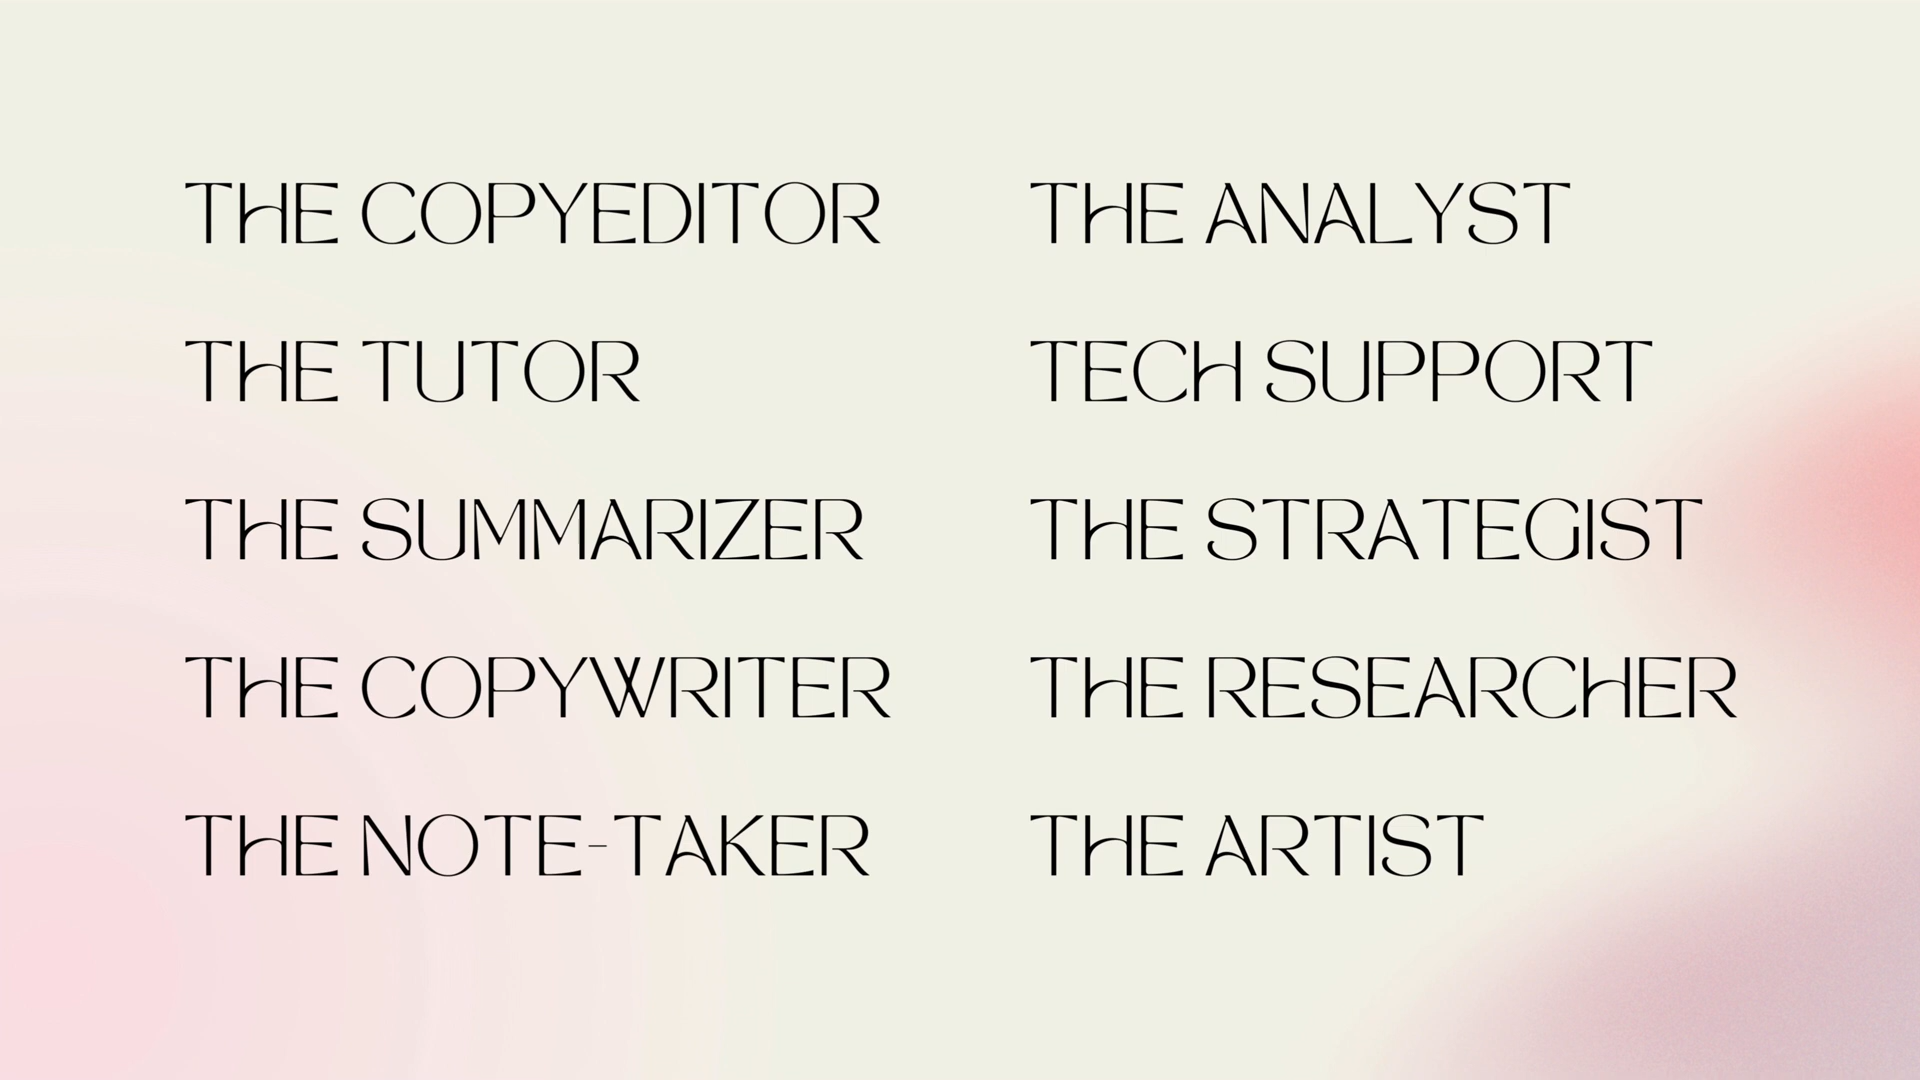 THE COPYEDITOR
THE TUTOR
THE SUMMARIZER
THE COPYWRITER
THE NOTE-TAKER
THE ANALYST
TECH SUPPORT
THE STRATEGIST
THE RESEARCHER
THE ARTIST